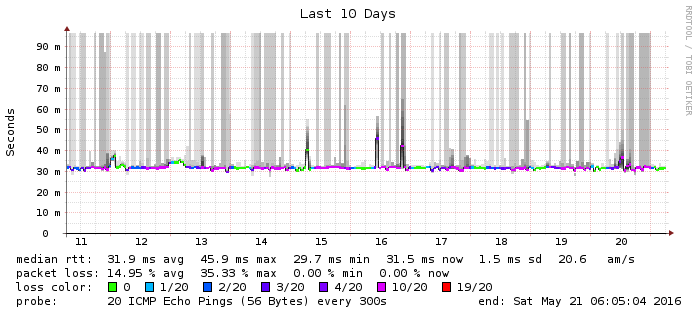 Last 10 Days
RRDTOOL / TOBI OETIKER
Seconds
90 m
80 m
70 m
60 m
50 m
40 m
30 m
20 m
10 m
0
11 12 13 14 15 16 17 18 19 20
median rtt: 31.9 ms avg 45.9 ms max 29.7 ms min 31.5 ms now 1.5 ms sd 20.6 am/s
packet loss: 14.95 % avg 35.33 % max 0.00 % min 0.00 % now
loss color: 0 1/20 2/20 3/20 4/20 10/20 19/20
probe: 20 ICMP Echo Pings (56 Bytes) every 300s end: Sat May 21 06:05:04 2016